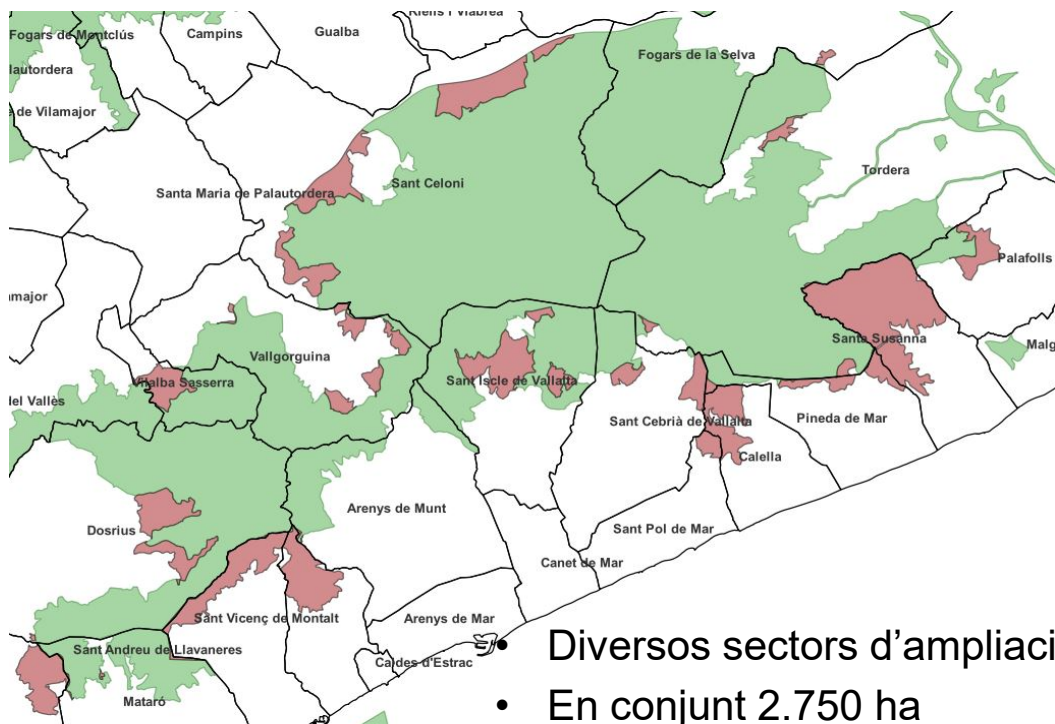 Riells i Viabrea
Fogars de Montclús
Campins
Gualba
Fogars de la Selva
lautordera
e de Vilamajor
Tordera
Santa Maria de Palautordera
Sant Celoni
Palafolls
amajor
Santa Susanna
Malg
Vallgorguina
Vilalba Sasserra
Sant Iscle de Vallalta
del Vallès
Sant Cebrià de Vallalta
Pineda de Mar
Calella
Arenys de Munt
Dosrius
Sant Pol de Mar
Canet de Mar
Sant Vicenç de Montalt
Arenys de Mar
Sant Andreu de Llavaneres
Caldes d'Estrac
Mataró
• Diversos sectors d'ampliaci
• En conjunt 2.750 ha